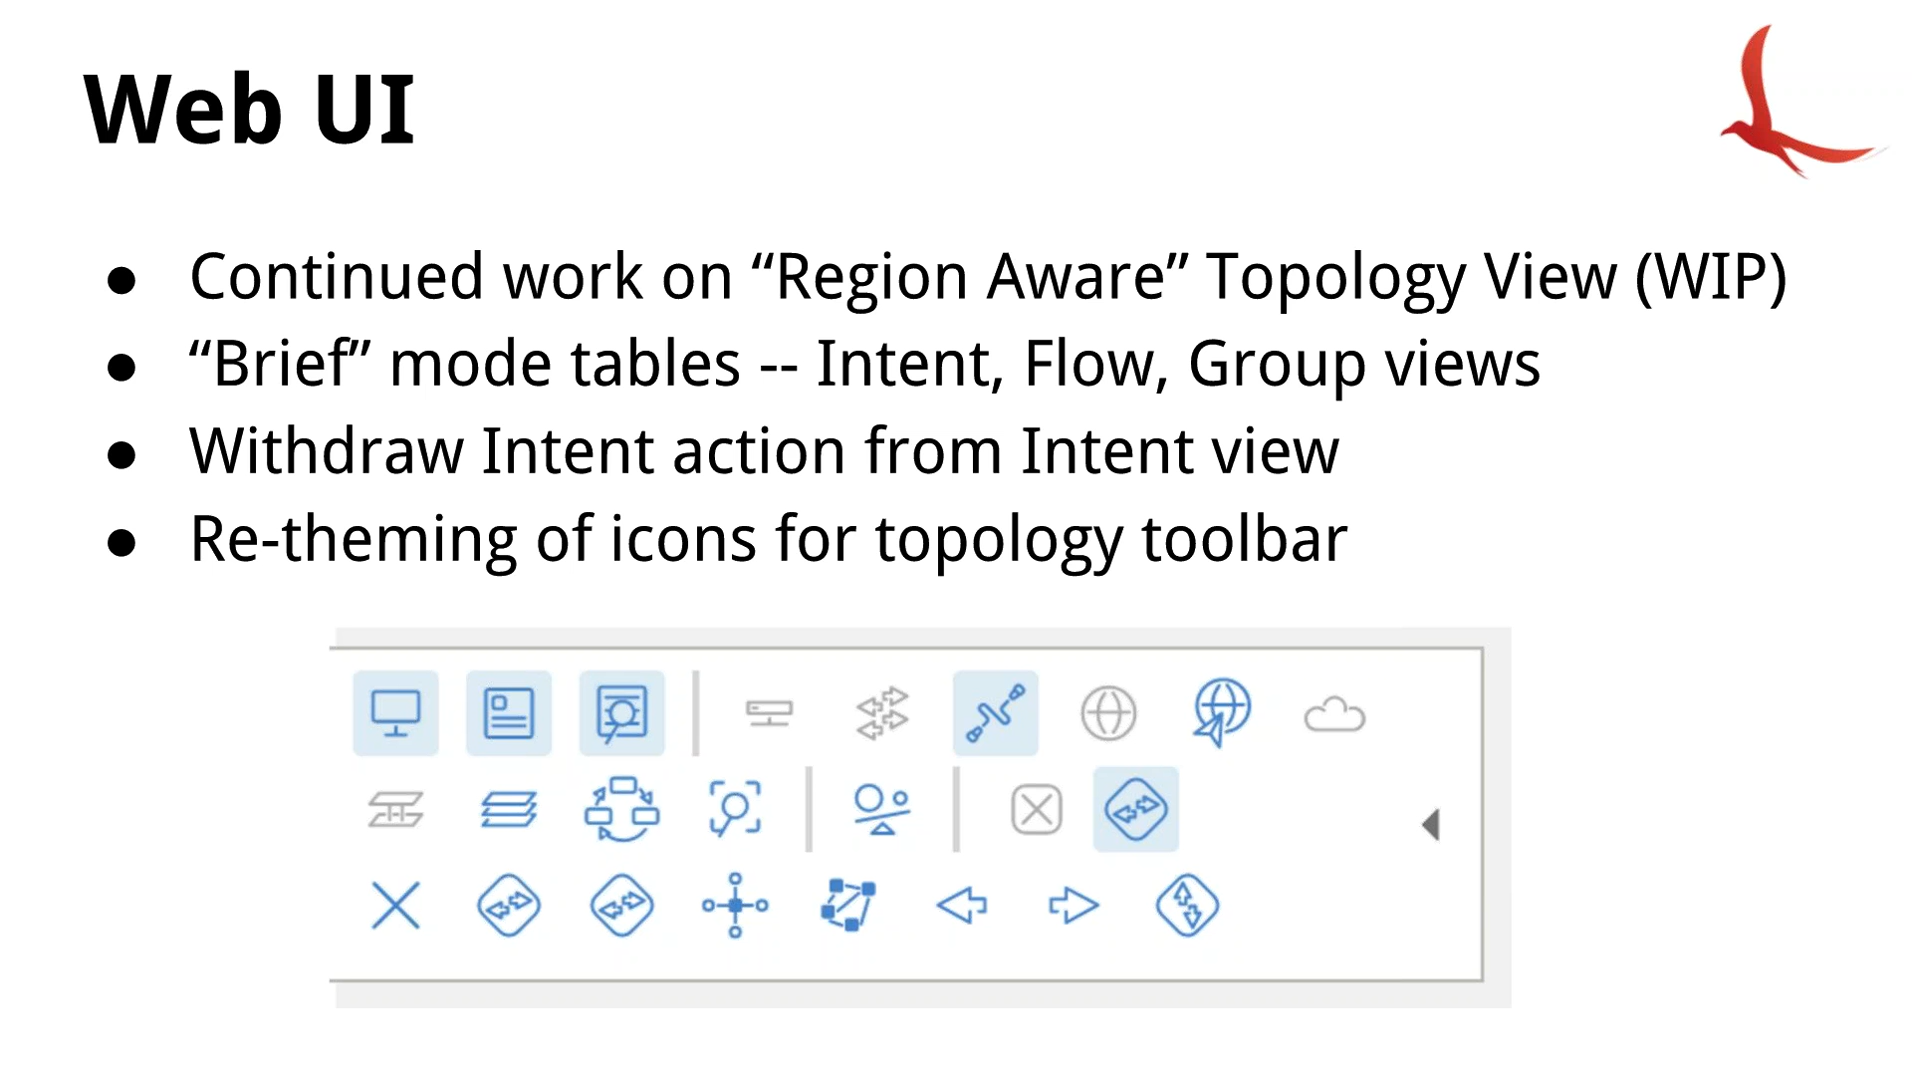 Web UI
● Continued work on “Region Aware” Topology View (WIP)
● “Brief” mode tables -- Intent, Flow, Group views
● Withdraw Intent action from Intent view
● Re-theming of icons for topology toolbar